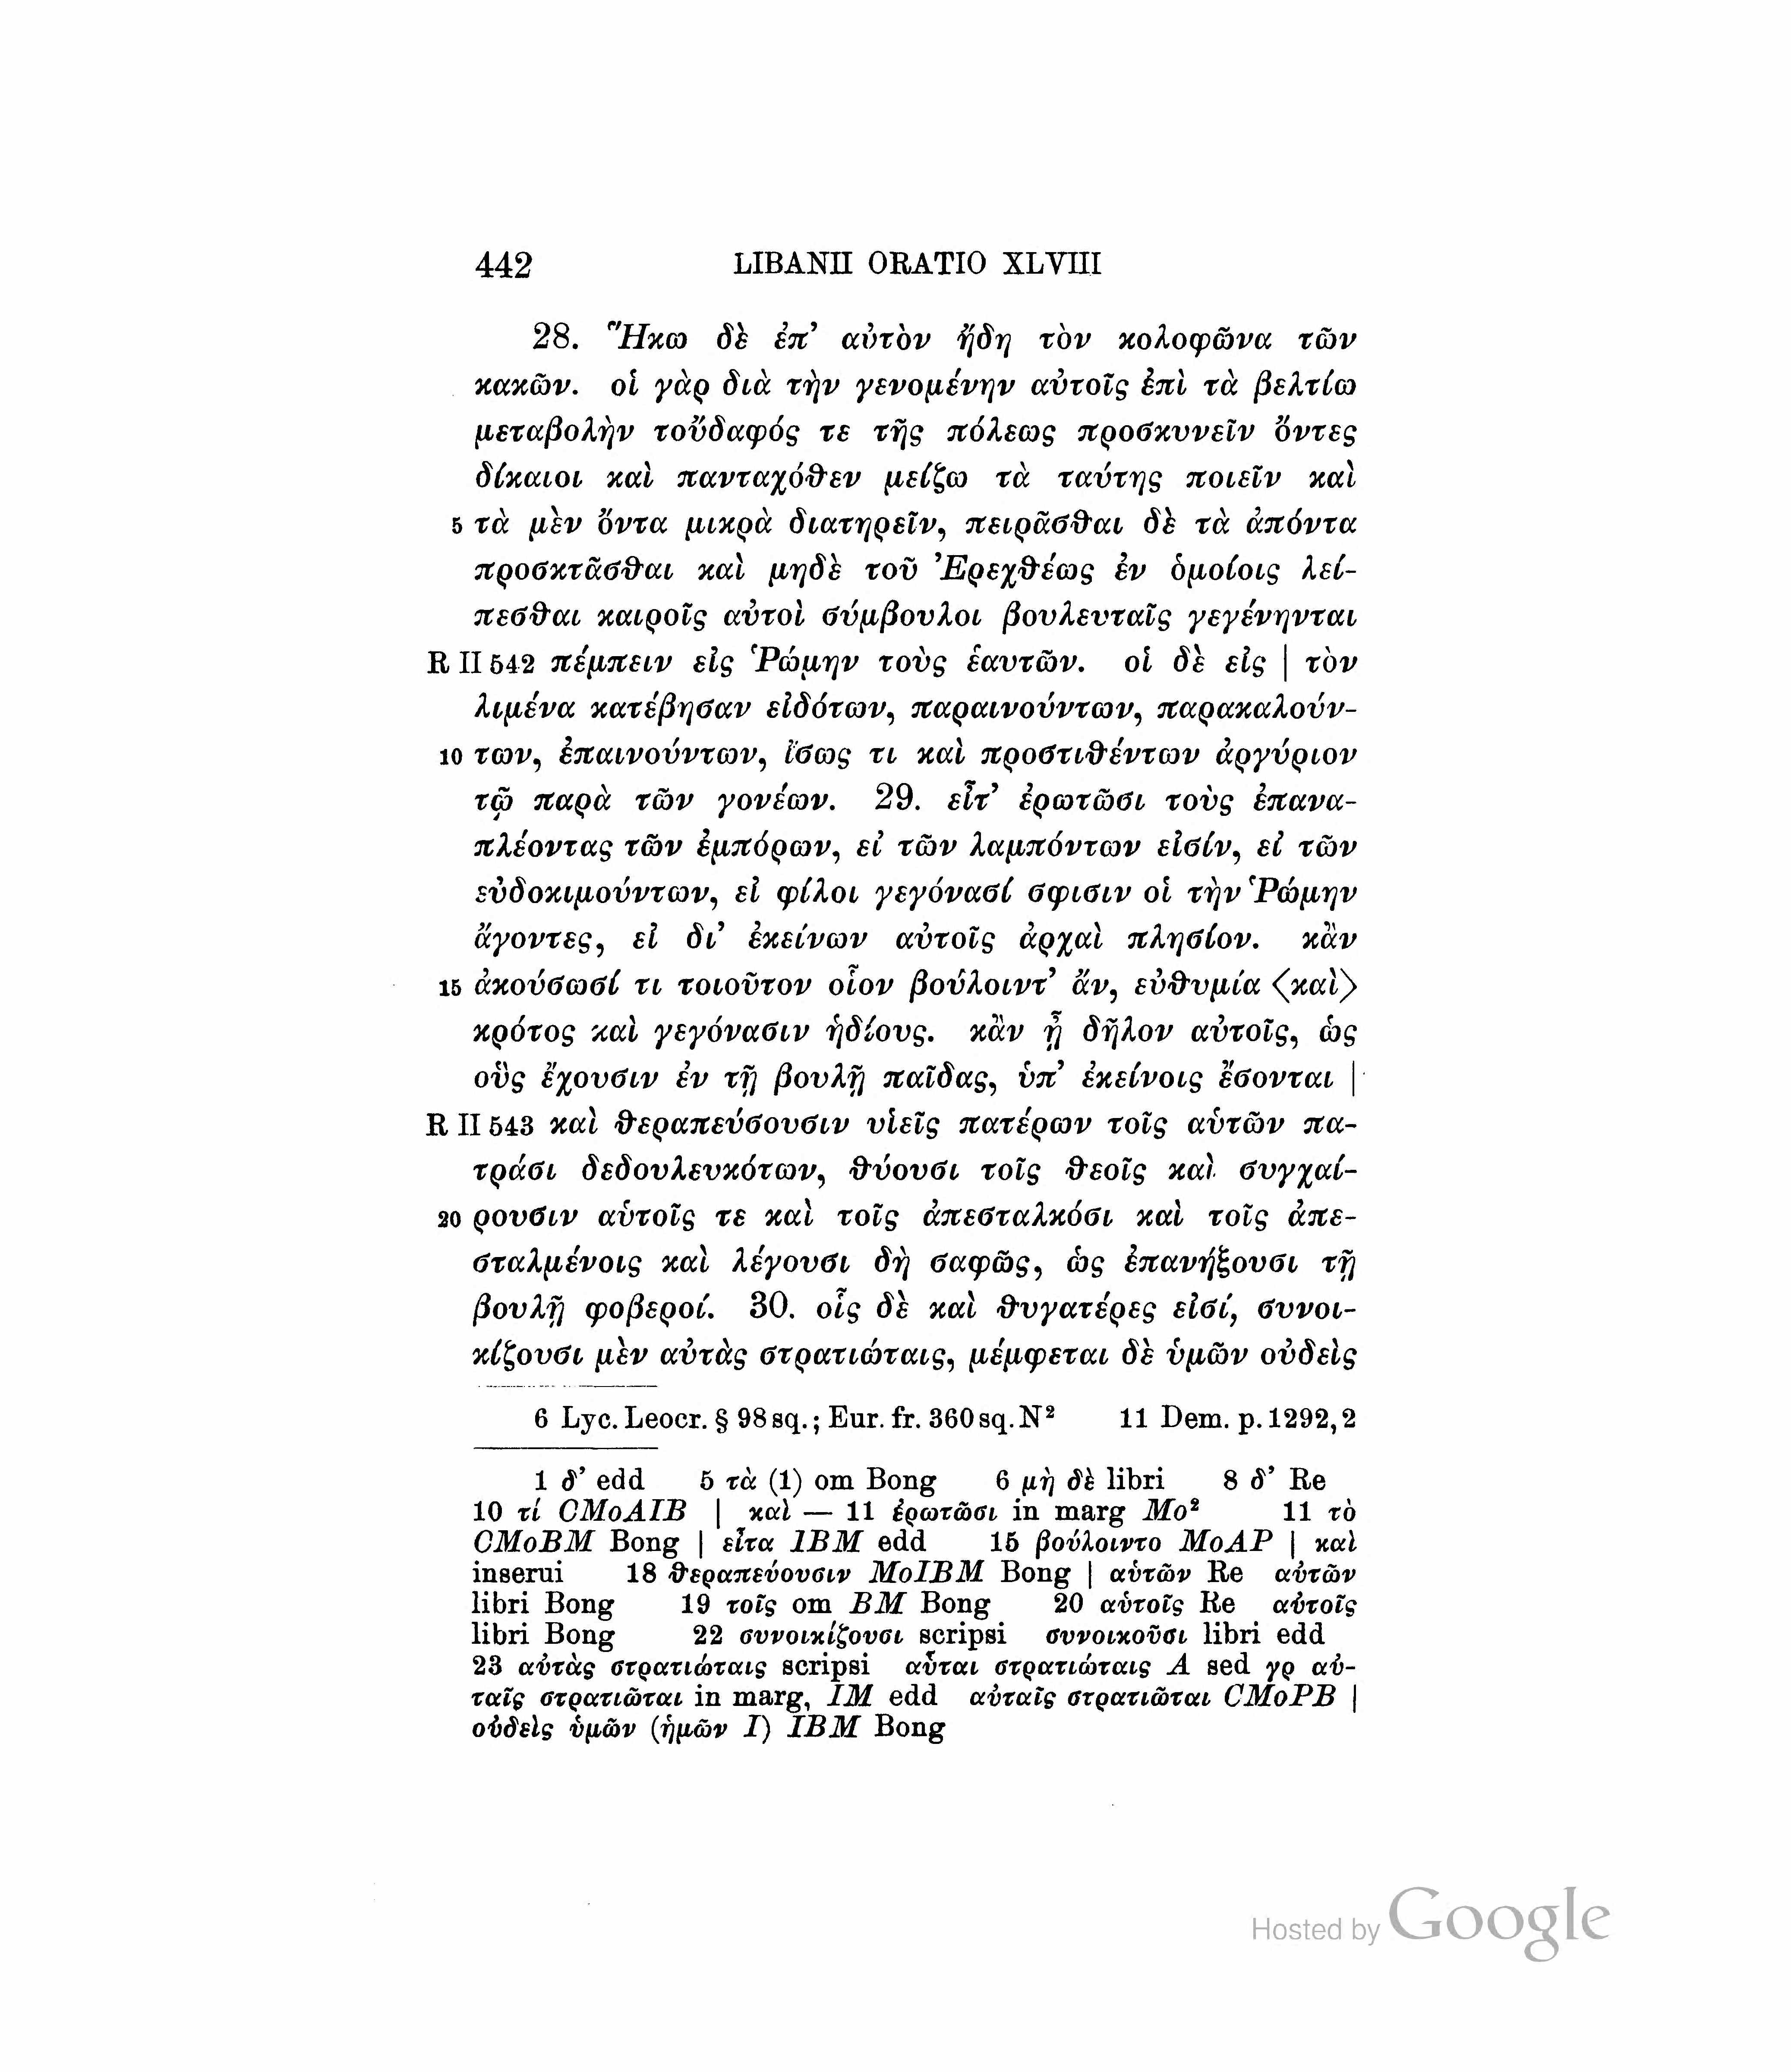 442 LIBANII ORATIO XLVIII
28. Ἥκω δὲ ἐπ’ αὐτὸν ἤδη τὸν κολοφῶνα τῶν
κακῶν. οἱ γὰρ διὰ τὴν γενομένην αὐτοῖς ἐπὶ τὰ βελτίω
μεταβολὴν τοὔδαφός τε τῆς πόλεως προσκυνεῖν ὄντες
δίκαιοι καὶ πανταχόθεν μείζω τὰ ταύτης ποιεῖν καὶ
5 τὰ μὲν ὄντα μικρὰ διατηρεῖν, πειρᾶσθαι δὲ τὰ ἀπόντα
προσκτᾶσθαι καὶ μηδὲ τοῦ Ἐρεχθέως ἐν ὁμοίοις λεί-
πεσθαι καιροῖς αὐτοὶ σύμβουλοι βουλευταῖς γεγένηνται
R II 542 πέμπειν εἰς Ῥώμην τοὺς ἑαυτῶν. οἱ δὲ εἰς | τὸν
λιμένα κατέβησαν εἰδότων, παραινούντων, παρακαλούν-
10 των, ἐπαινούντων, ἴσως τι καὶ προστιθέντων ἀργύριον
τῷ παρὰ τῶν γονέων. 29. εἶτ’ ἐρωτῶσι τοὺς ἐπανα-
πλέοντας τῶν ἐμπόρων, εἰ τῶν λαμπόντων εἰσίν, εἰ τῶν
εὐδοκιμούντων, εἰ φίλοι γεγόνασί σφισιν οἱ τὴν Ῥώμην
ἄγοντες, εἰ δι’ ἐκείνων αὐτοῖς ἀρχαὶ πλησίον. κἂν
15 ἀκούσωσί τι τοιοῦτον οἷον βούλοιντ’ ἄν, εὐθυμία ⟨καὶ⟩
κρότος καὶ γεγόνασιν ἡδίους. κἂν ᾖ δῆλον αὐτοῖς, ὡς
οὓς ἔχουσιν ἐν τῇ βουλῇ παῖδας, ὑπ’ ἐκείνοις ἔσονται |
R II 543 καὶ θεραπεύσουσιν υἱεῖς πατέρων τοῖς αὑτῶν πα-
τράσι δεδουλευκότων, θύουσι τοῖς θεοῖς καὶ συγχαί-
20 ρουσιν αὑτοῖς τε καὶ τοῖς ἀπεσταλκόσι καὶ τοῖς ἀπε-
σταλμένοις καὶ λέγουσι δὴ σαφῶς, ὡς ἐπανήξουσι τῇ
βουλῇ φοβεροί. 30. οἷς δὲ καὶ θυγατέρες εἰσί, συνοι-
κίζουσι μὲν αὐτὰς στρατιώταις, μέμφεται δὲ ὑμῶν οὐδεὶς
6 Lyc. Leocr. § 98 sq.; Eur. fr. 360 sq. N² 11 Dem. p. 1292, 2
1 δ’ edd 5 τὰ (1) om Bong 6 μὴ δὲ libri 8 δ’ Re
10 τί CMoAIB | καὶ — 11 ἐρωτῶσι in marg Mo² 11 τὸ
CMoBM Bong | εἶτα IBM edd 15 βούλοιντο MoAP | καὶ
inserui 18 θεραπεύουσιν MoIBM Bong | αὑτῶν Re αὐτῶν
libri Bong 19 τοῖς om BM Bong 20 αὑτοῖς Re αὐτοῖς
libri Bong 22 συνοικίζουσι scripsi συνοικοῦσι libri edd
23 αὐτὰς στρατιώταις scripsi αὗται στρατιώταις A sed γρ αὐ-
ταῖς στρατιῶται in marg, IM edd αὐταῖς στρατιῶται CMoPB |
οὐδεὶς ὑμῶν (ἡμῶν I) IBM Bong
Hosted by Google